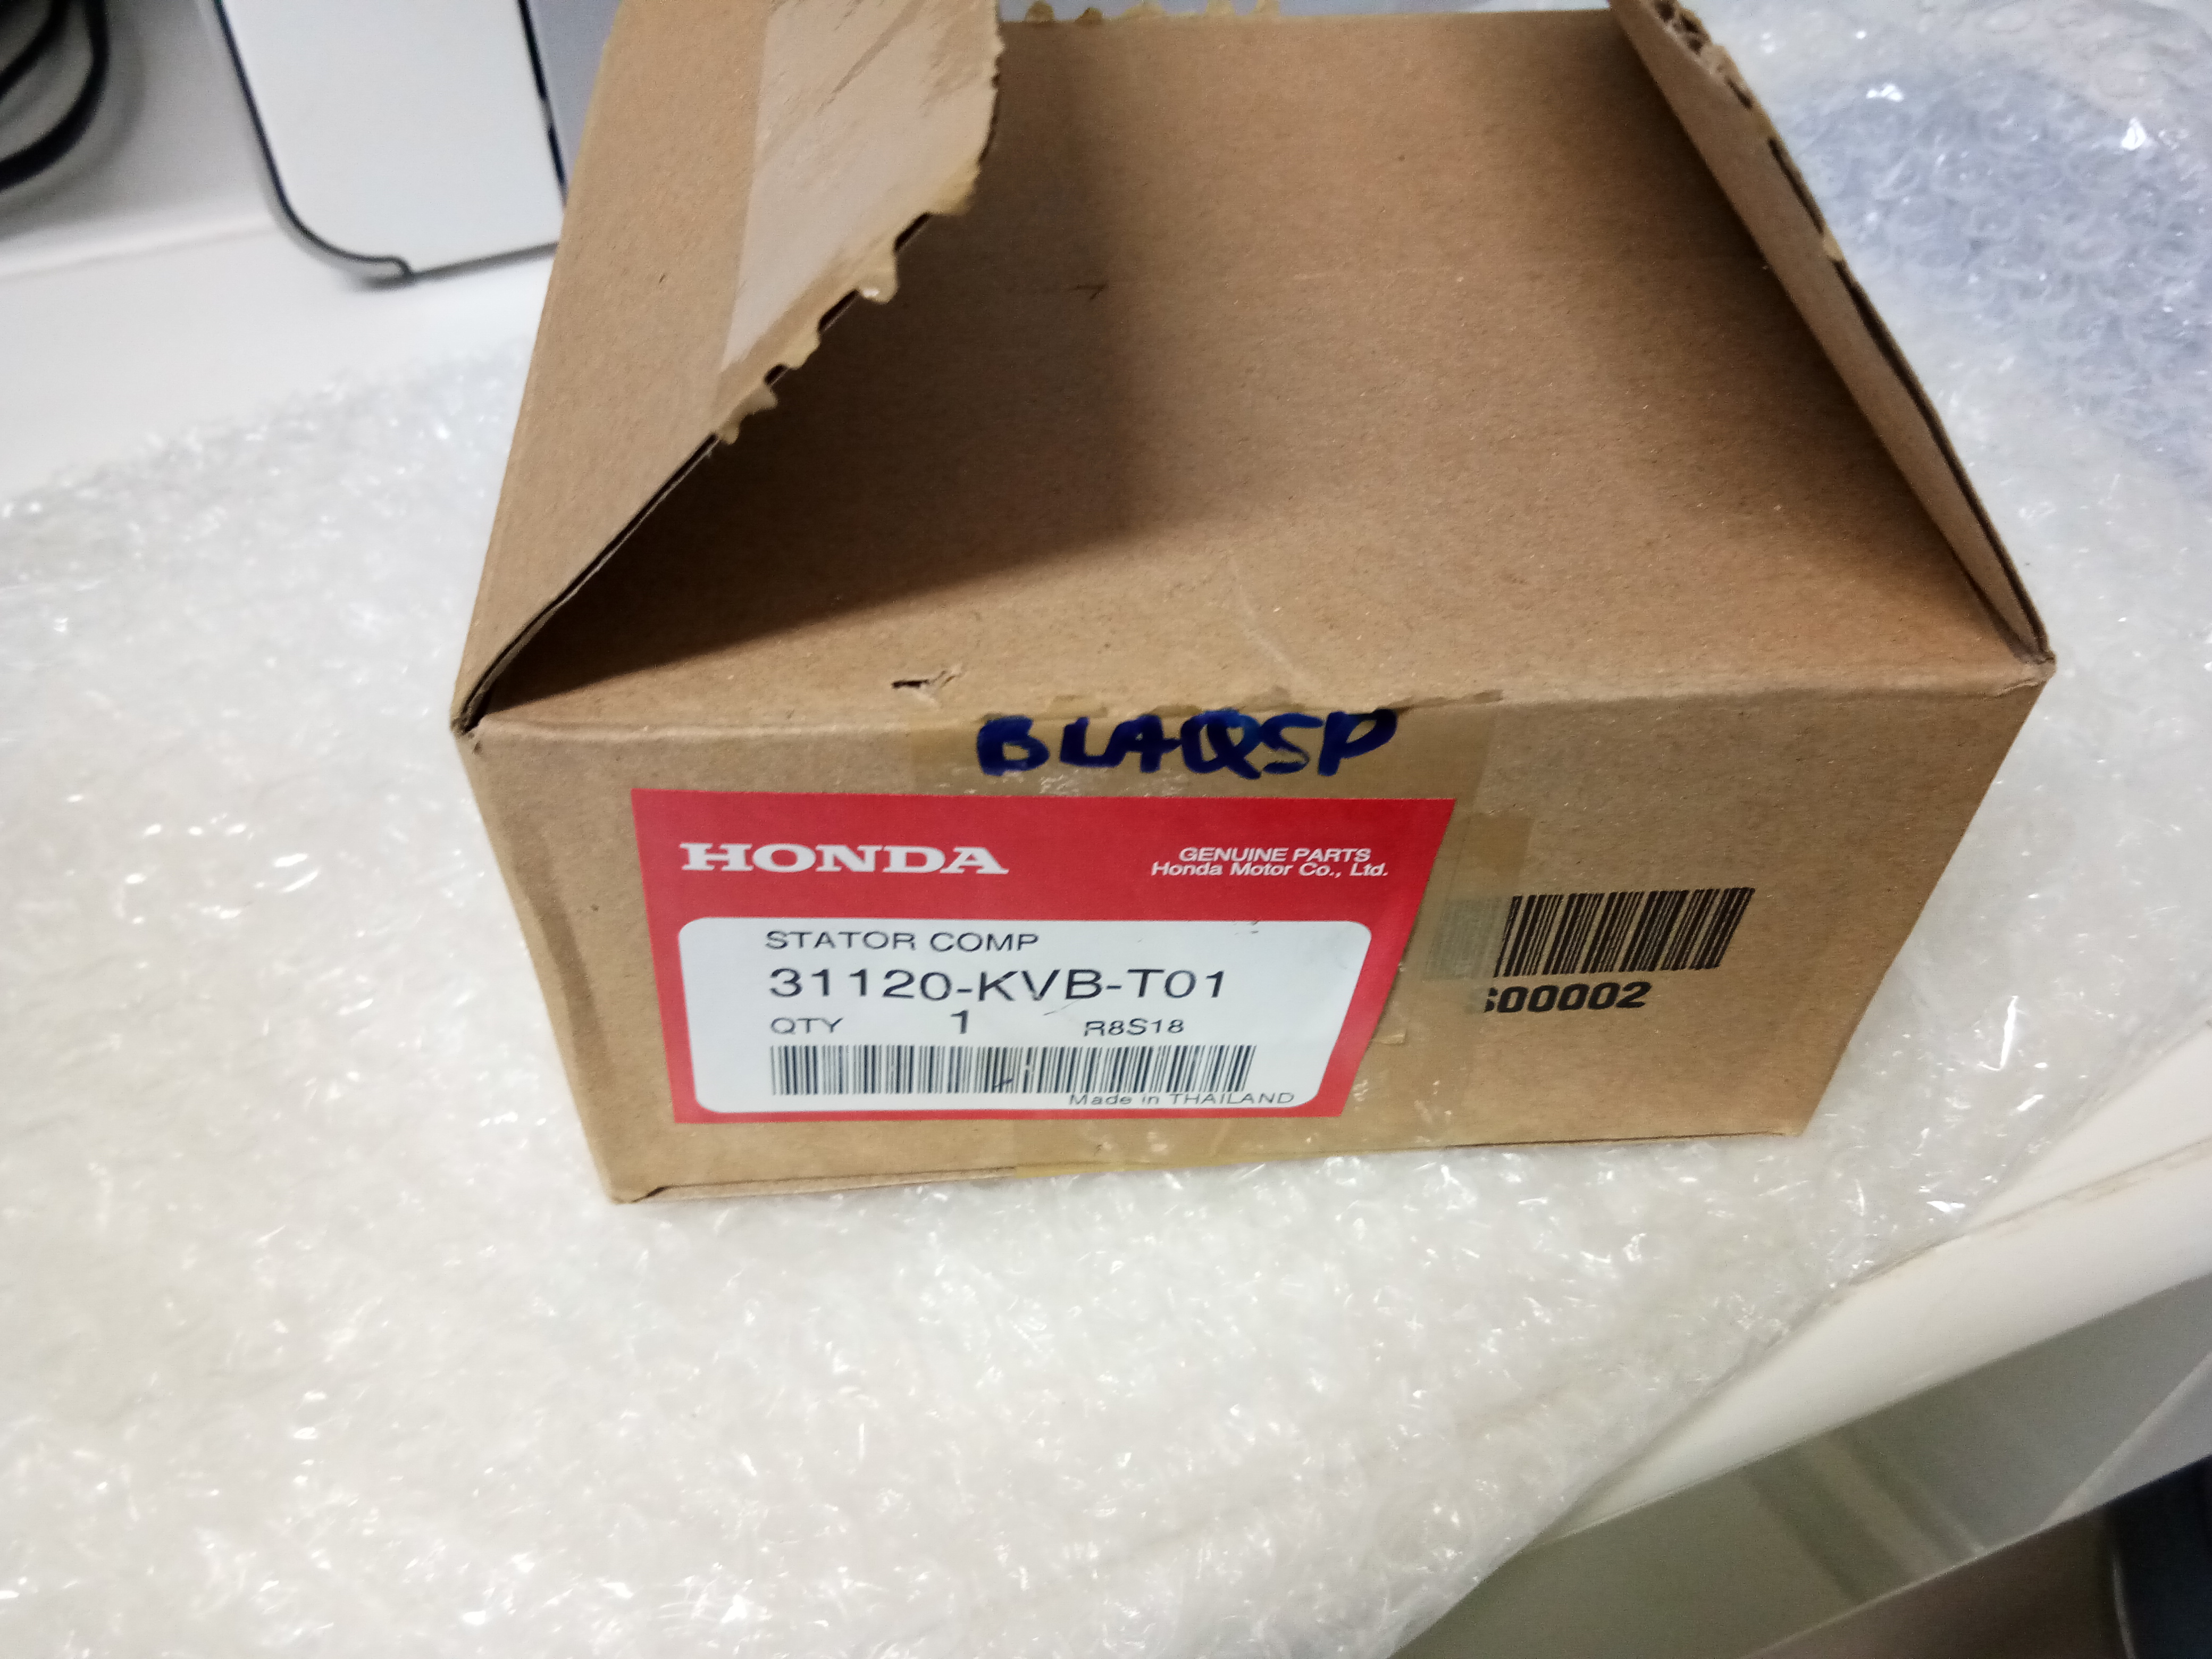 BLAQSP
HONDA
GENUINE PARTS
Honda Motor Co., Ltd.
STATOR COMP
31120-KVB-T01
QTY 1 R8S18
Made in THAILAND
S00002